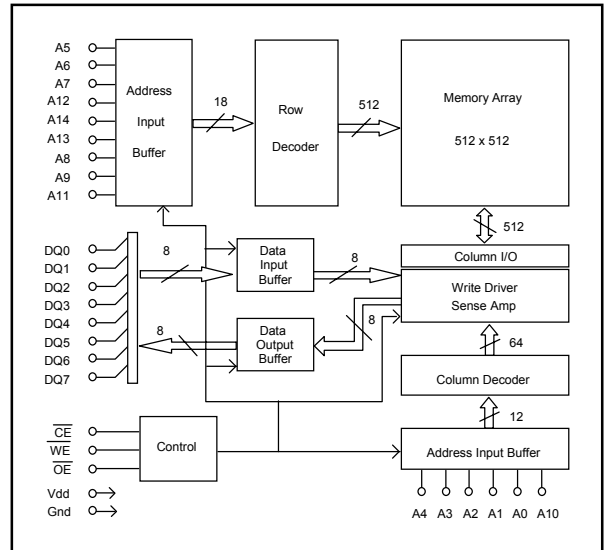 A5
A6
A7
A12
A14
A13
A8
A9
A11
Address
Input
Buffer
18
Row
Decoder
512
Memory Array
512 x 512
512
Column I/O
Write Driver
Sense Amp
DQ0
DQ1
DQ2
DQ3
DQ4
DQ5
DQ6
DQ7
8
Data
Input
Buffer
8
8
Data
Output
Buffer
8
64
Column Decoder
12
Address Input Buffer
CE
WE
OE
Control
Vdd
Gnd
A4 A3 A2 A1 A0 A10